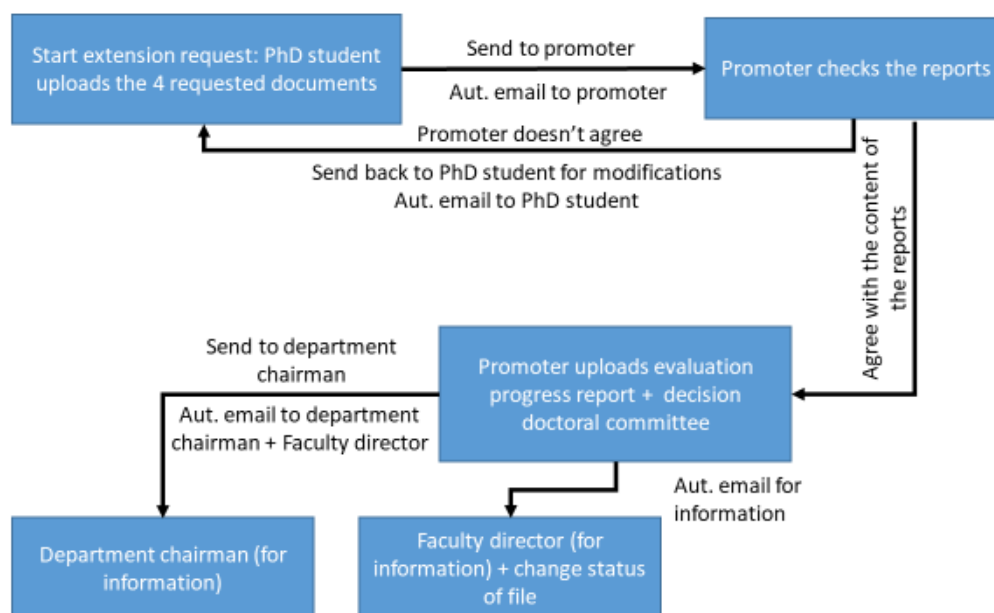 Start extension request: PhD student
uploads the 4 requested documents
Send to promoter
Aut. email to promoter
Promoter checks the reports
Promoter doesn't agree
Send back to PhD student for modifications
Aut. email to PhD student
Agree with the content of
the reports
Send to department
chairman
Aut. email to department
chairman + Faculty director
Promoter uploads evaluation
progress report +  decision
doctoral committee
Aut. email for
information
Department chairman (for
information)
Faculty director (for
information) + change status
of file